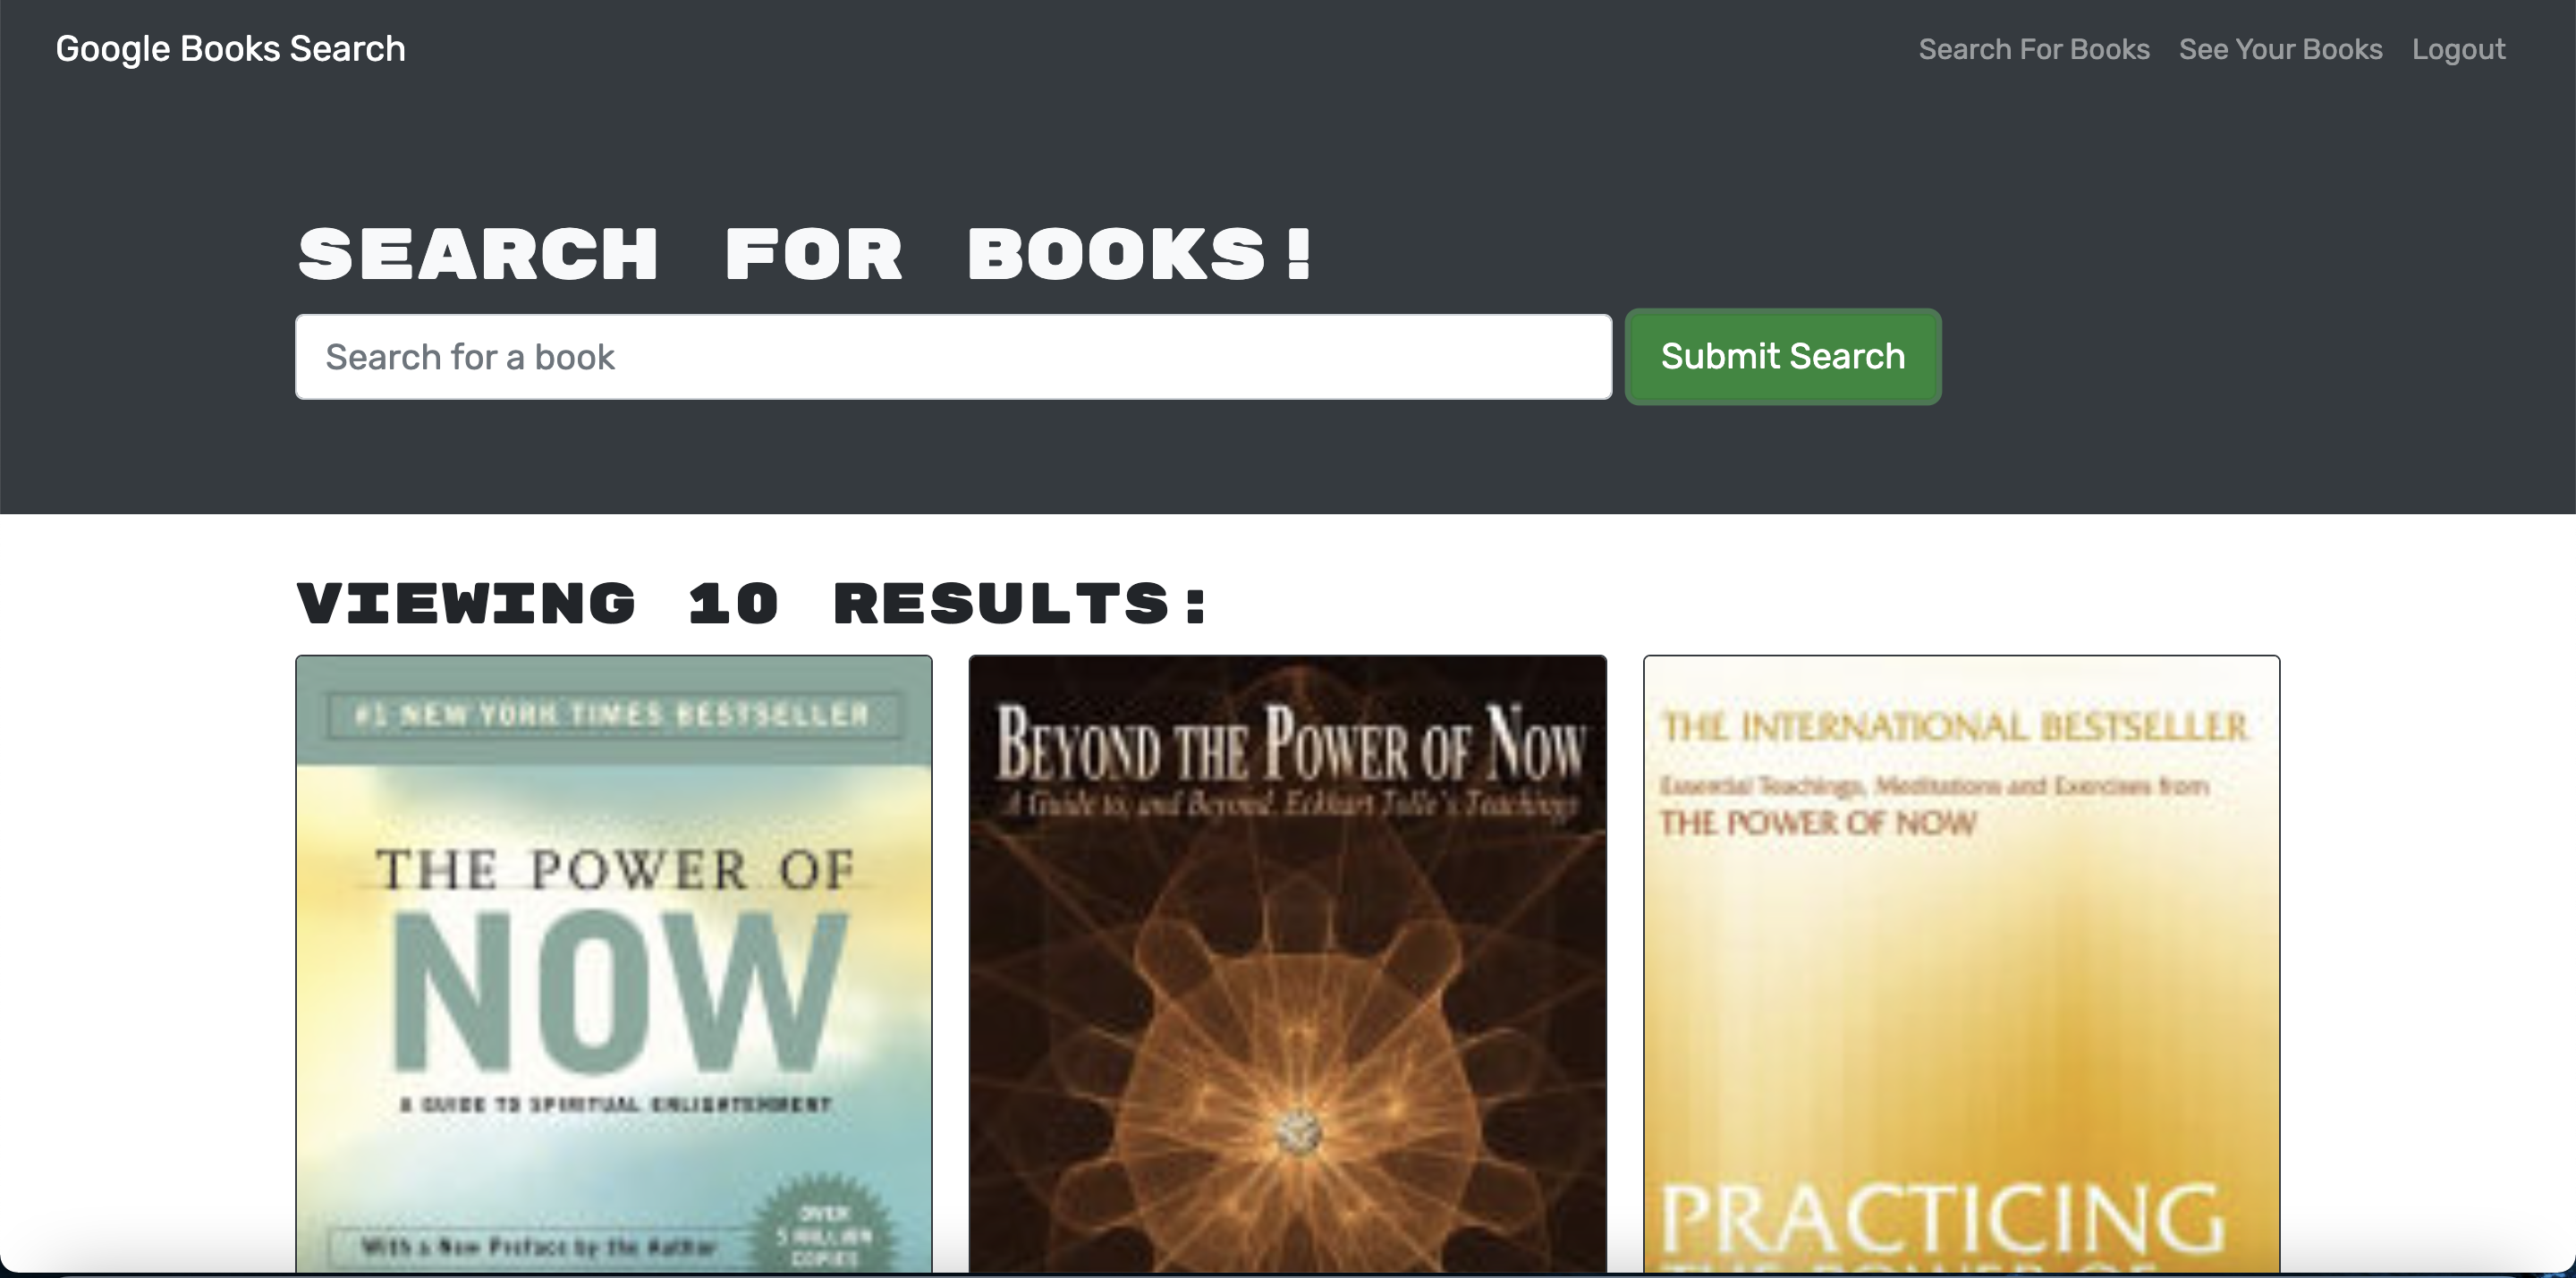 Google Books Search
Search For Books See Your Books Logout
SEARCH FOR BOOKS!
Search for a book
Submit Search
VIEWING 10 RESULTS:
#1 NEW YORK TIMES BESTSELLER
THE POWER OF
NOW
A GUIDE TO SPIRITUAL ENLIGHTENMENT
With a New Preface by the Author
OVER
5 MILLION
COPIES
BEYOND THE POWER OF NOW
A Guide to, and Beyond, Eckhart Tolle's Teachings
THE INTERNATIONAL BESTSELLER
Essential Teachings, Meditations and Exercises from
THE POWER OF NOW
PRACTICING
THE POWER OF